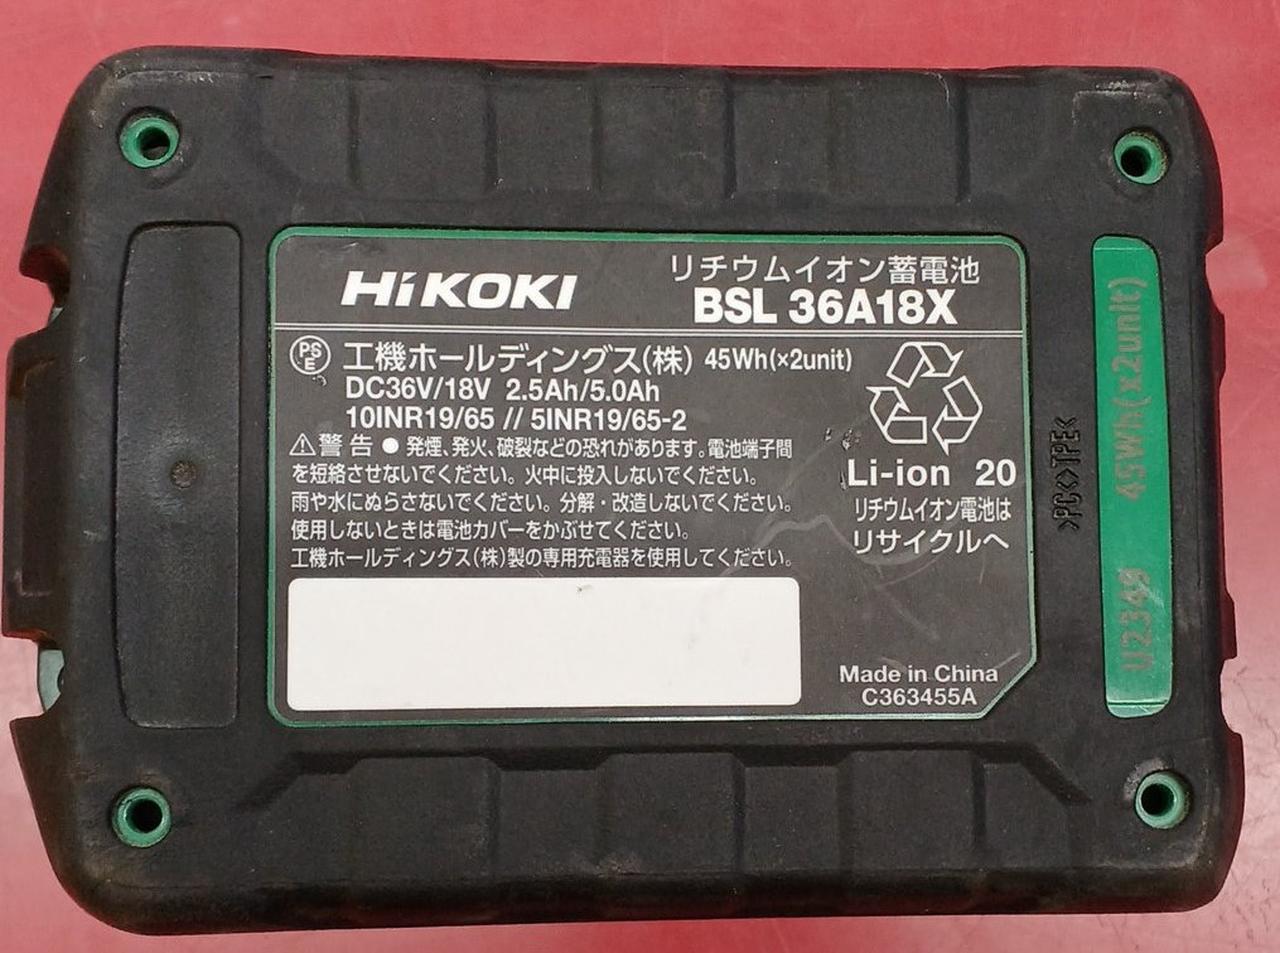 HiKOKI
リチウムイオン蓄電池
BSL 36A18X
PSE
工機ホールディングス(株) 45Wh(×2unit)
DC36V/18V 2.5Ah/5.0Ah
10INR19/65 // 5INR19/65-2
⚠警告 ● 発煙、発火、破裂などの恐れがあります。電池端子間
を短絡させないでください。火中に投入しないでください。
雨や水にぬらさないでください。分解・改造しないでください。
使用しないときは電池カバーをかぶせてください。
工機ホールディングス(株)製の専用充電器を使用してください。
Li-ion 20
リチウムイオン電池は
リサイクルへ
Made in China
C363455A
>PC<>TPE<
U2349 45Wh(x2unit)